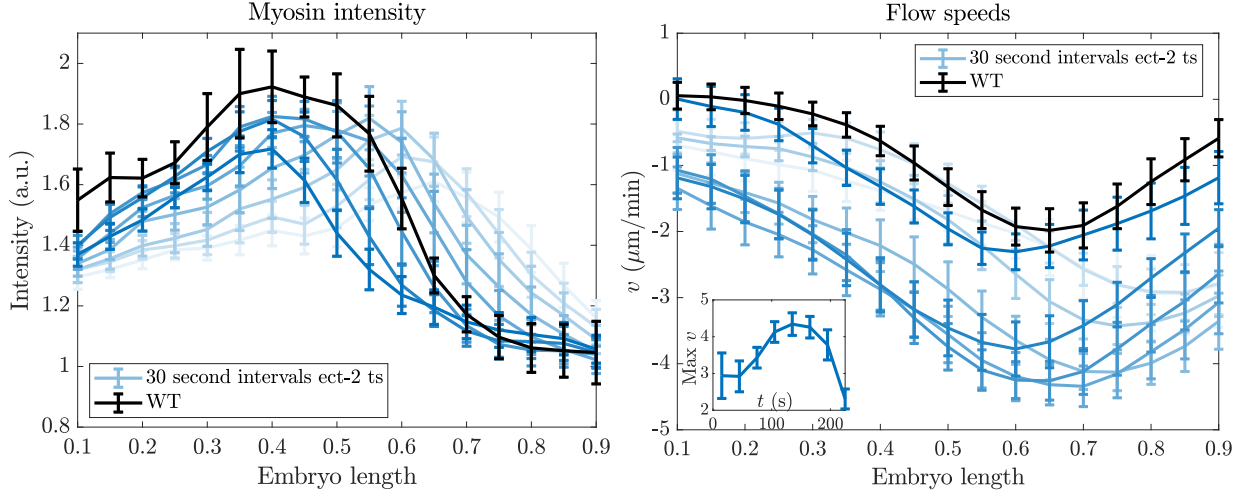 Myosin intensity
Intensity (a.u.)
2
1.8
1.6
1.4
1.2
1
0.8
30 second intervals ect-2 ts
WT
0.1 0.2 0.3 0.4 0.5 0.6 0.7 0.8 0.9
Embryo length
Flow speeds
v (μm/min)
1
0
-1
-2
-3
-4
-5
30 second intervals ect-2 ts
WT
Max v
5
4
3
2
t (s)
0 100 200
0.1 0.2 0.3 0.4 0.5 0.6 0.7 0.8 0.9
Embryo length